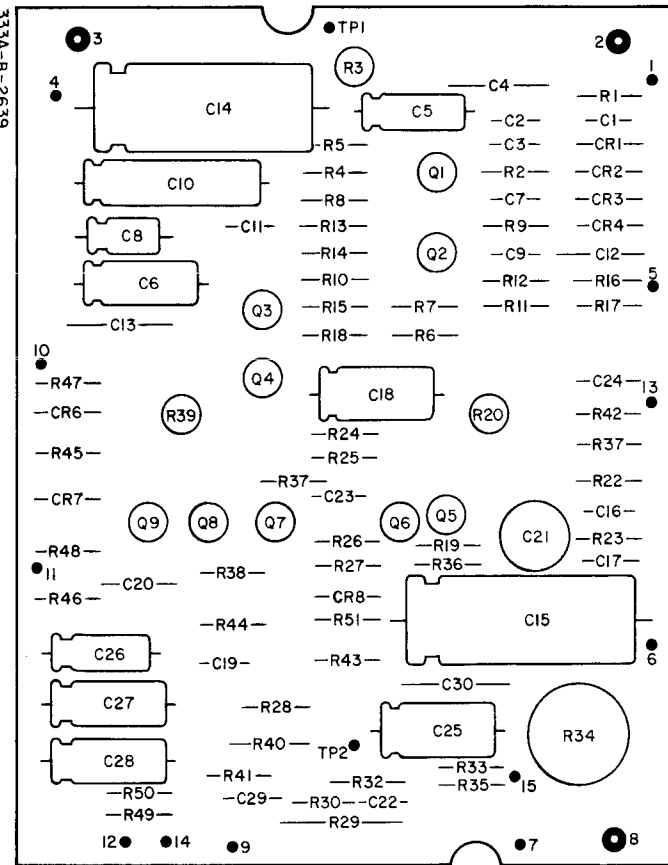 333A-B-2639
3 TP1 2
R3 1
4 C4
R1
C14 C5 C2 C1
R5 C3 CR1
R4 Q1 R2 CR2
C10
R8 C7 CR3
C11 R13 R9 CR4
C8
R14 Q2 C9 C12
C6 R10 R12 R16 5
Q3 R15 R7 R11 R17
C13
R18 R6
10
R47 Q4 C24 13
C18
CR6 R39 R20 R42
R24
R45 R25 R37
R37 R22
CR7 C23
Q9 Q8 Q7 Q6 Q5 C16
C21
R48 R26 R19 R23
11 R38 R27 R36 C17
C20
R46 CR8
R44 R51 C15
C26
C19 R43 6
C30
C27 R28
C25 R34
R40 TP2
C28
R41 R32 R33
R50 R35 15
C29 R30 C22
R49 R29
12 14 9 7 8